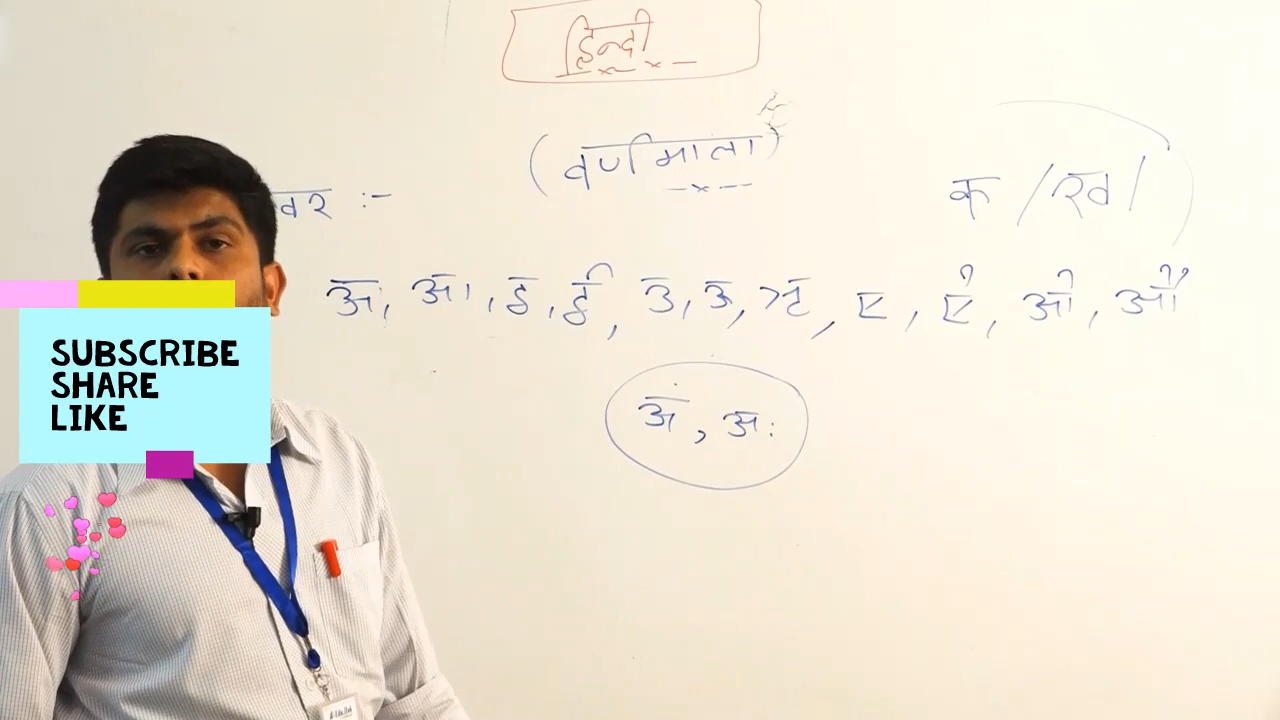 हिन्दी
(वर्णमाला)
वर :-
क / ख /
अ, आ, इ, ई, उ, ऊ, ऋ, ए, ऐ, ओ, औ
अं, अः
SUBSCRIBE
SHARE
LIKE